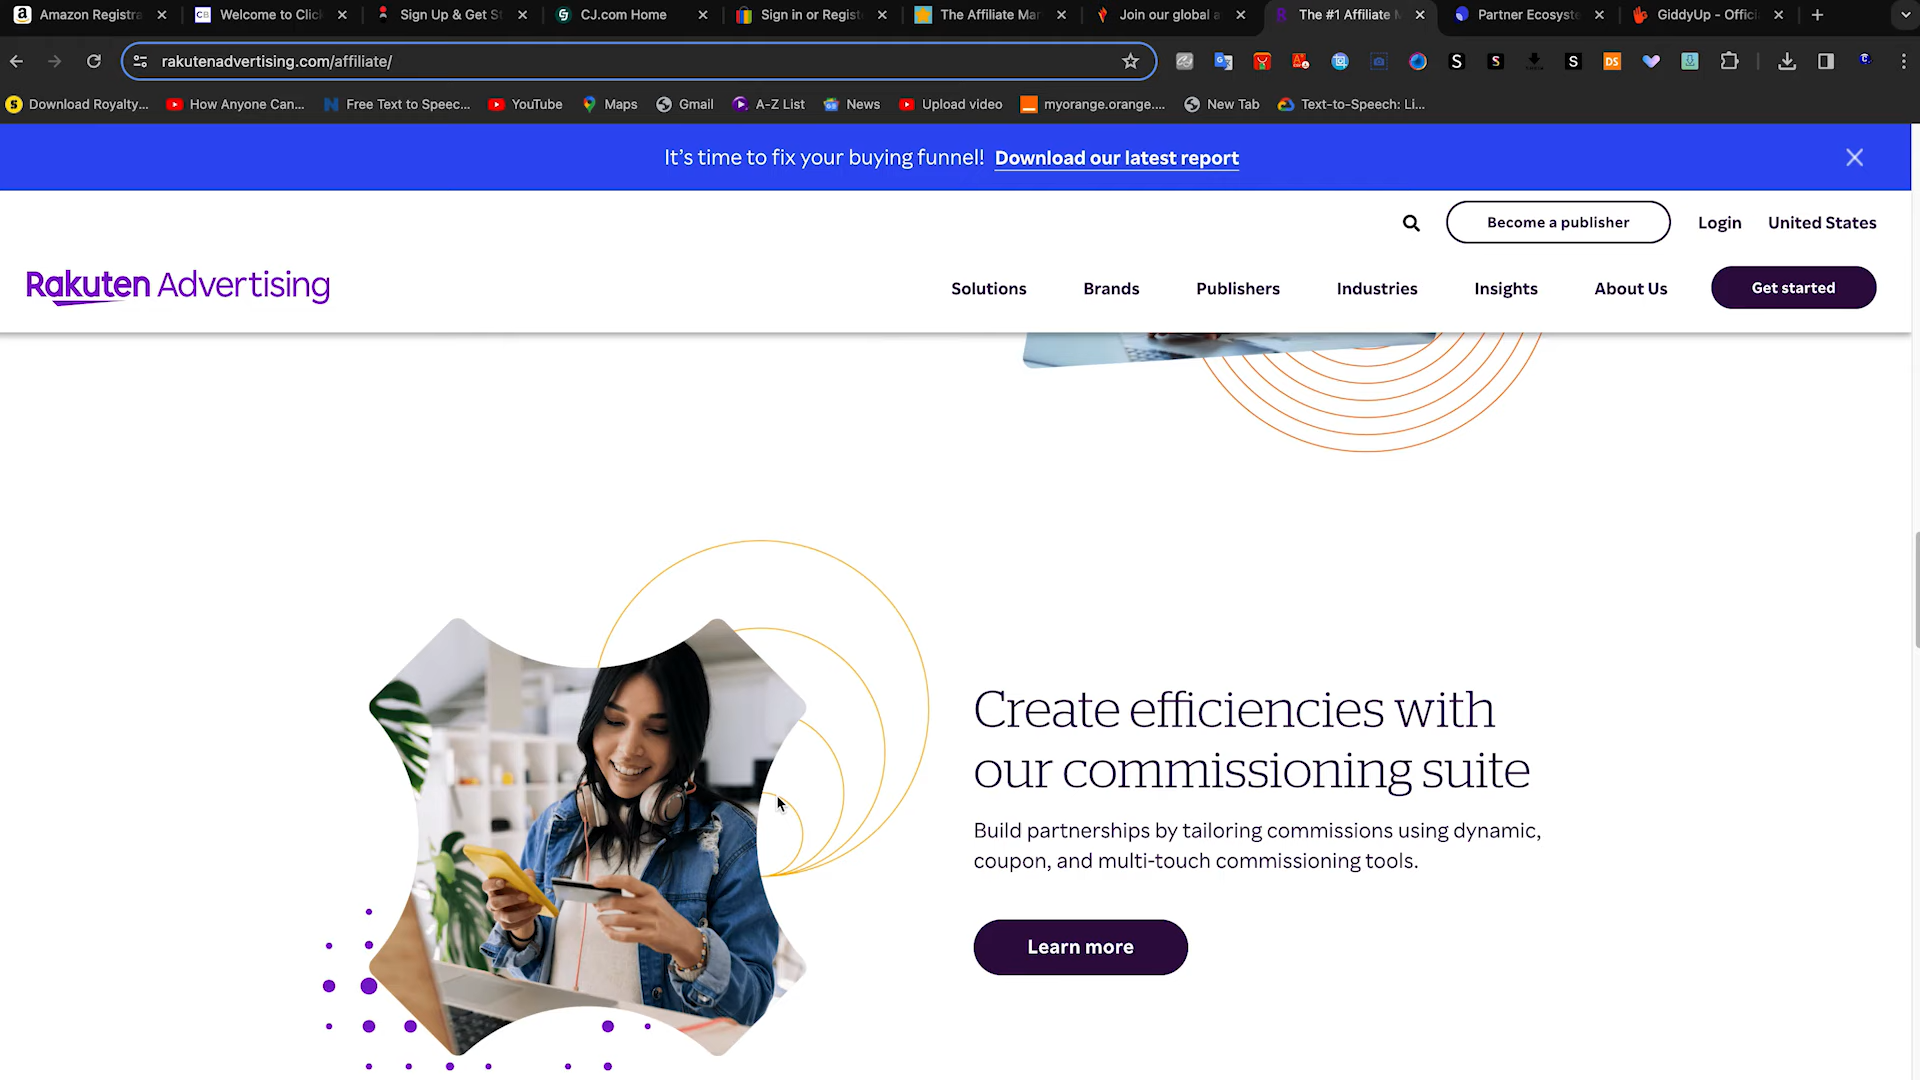 Amazon Registra
Welcome to Click
Sign Up & Get St
CJ.com Home
Sign in or Regist
The Affiliate Mar
Join our global a
The #1 Affiliate M
Partner Ecosyste
GiddyUp - Offici
rakutenadvertising.com/affiliate/
Download Royalty...
How Anyone Can...
Free Text to Speec...
YouTube
Maps
Gmail
A-Z List
News
Upload video
myorange.orange....
New Tab
Text-to-Speech: Li...
It's time to fix your buying funnel! Download our latest report
Become a publisher
Login
United States
Rakuten Advertising
Solutions
Brands
Publishers
Industries
Insights
About Us
Get started
Create efficiencies with
our commissioning suite
Build partnerships by tailoring commissions using dynamic,
coupon, and multi-touch commissioning tools.
Learn more